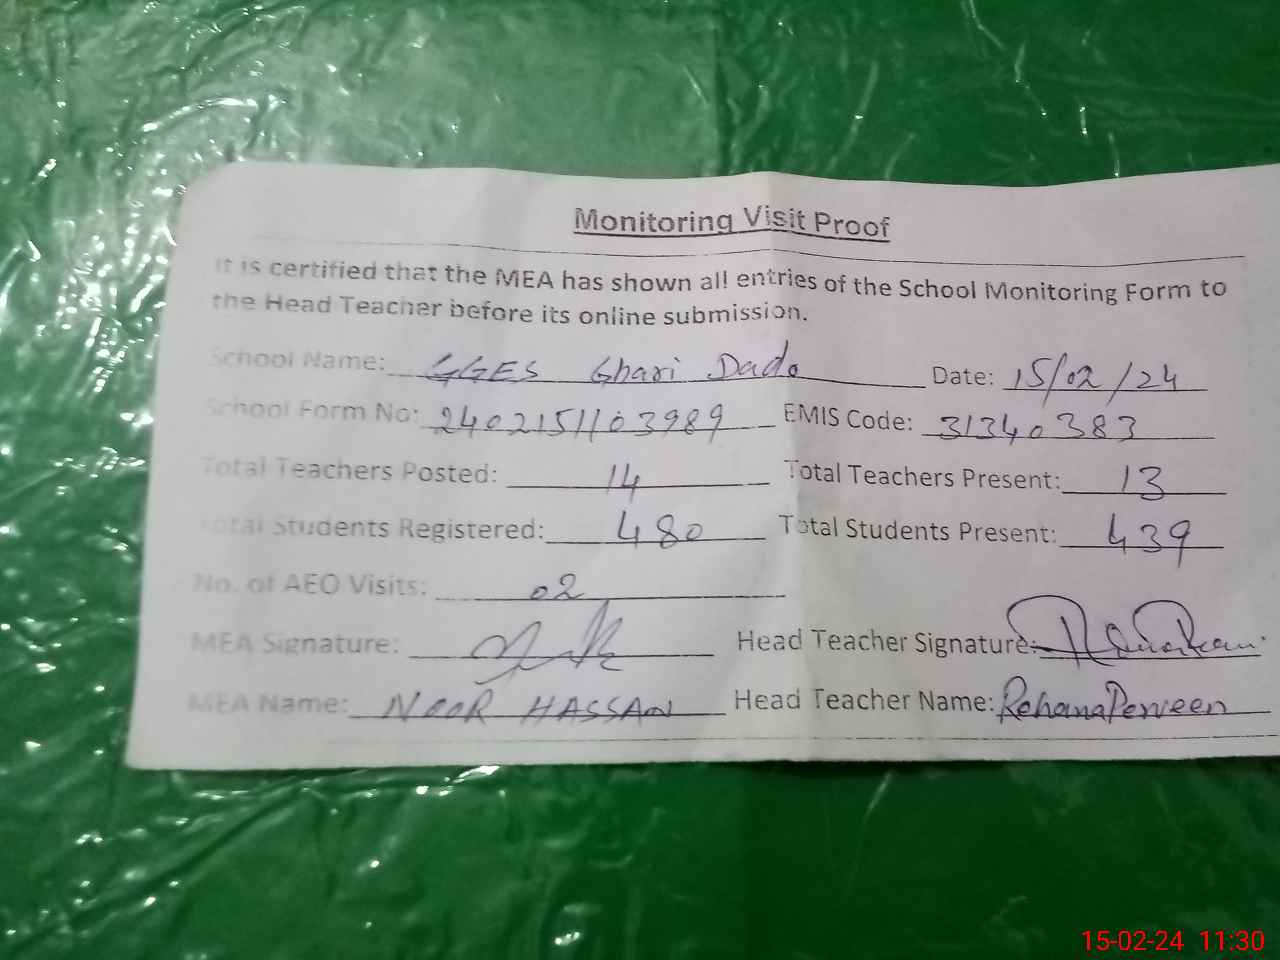 Monitoring Visit Proof
It is certified that the MEA has shown all entries of the School Monitoring Form to
the Head Teacher before its online submission.
School Name: GGES Ghari Dado Date: 15/02/24
School Form No: 2402151103989 EMIS Code: 31340383
Total Teachers Posted: 14 Total Teachers Present: 13
Total Students Registered: 480 Total Students Present: 439
No. of AEO Visits: 02
MEA Signature: Head Teacher Signature:
MEA Name: NOOR HASSAN Head Teacher Name: Rehana Perveen
15-02-24 11:30